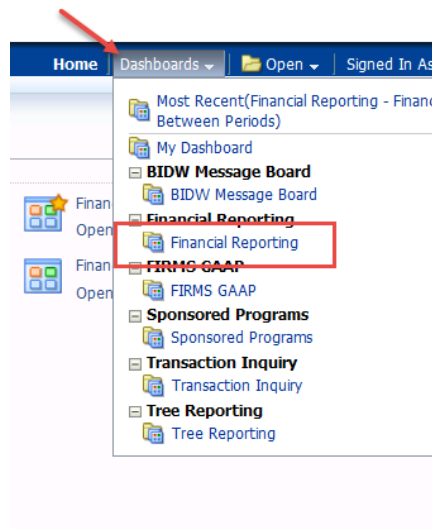 Home Dashboards Open Signed In As
Most Recent(Financial Reporting - Financ
Between Periods)
My Dashboard
BIDW Message Board
BIDW Message Board
Financial Reporting
Financial Reporting
FIRMS GAAP
FIRMS GAAP
Sponsored Programs
Sponsored Programs
Transaction Inquiry
Transaction Inquiry
Tree Reporting
Tree Reporting
Finan
Open
Finan
Open